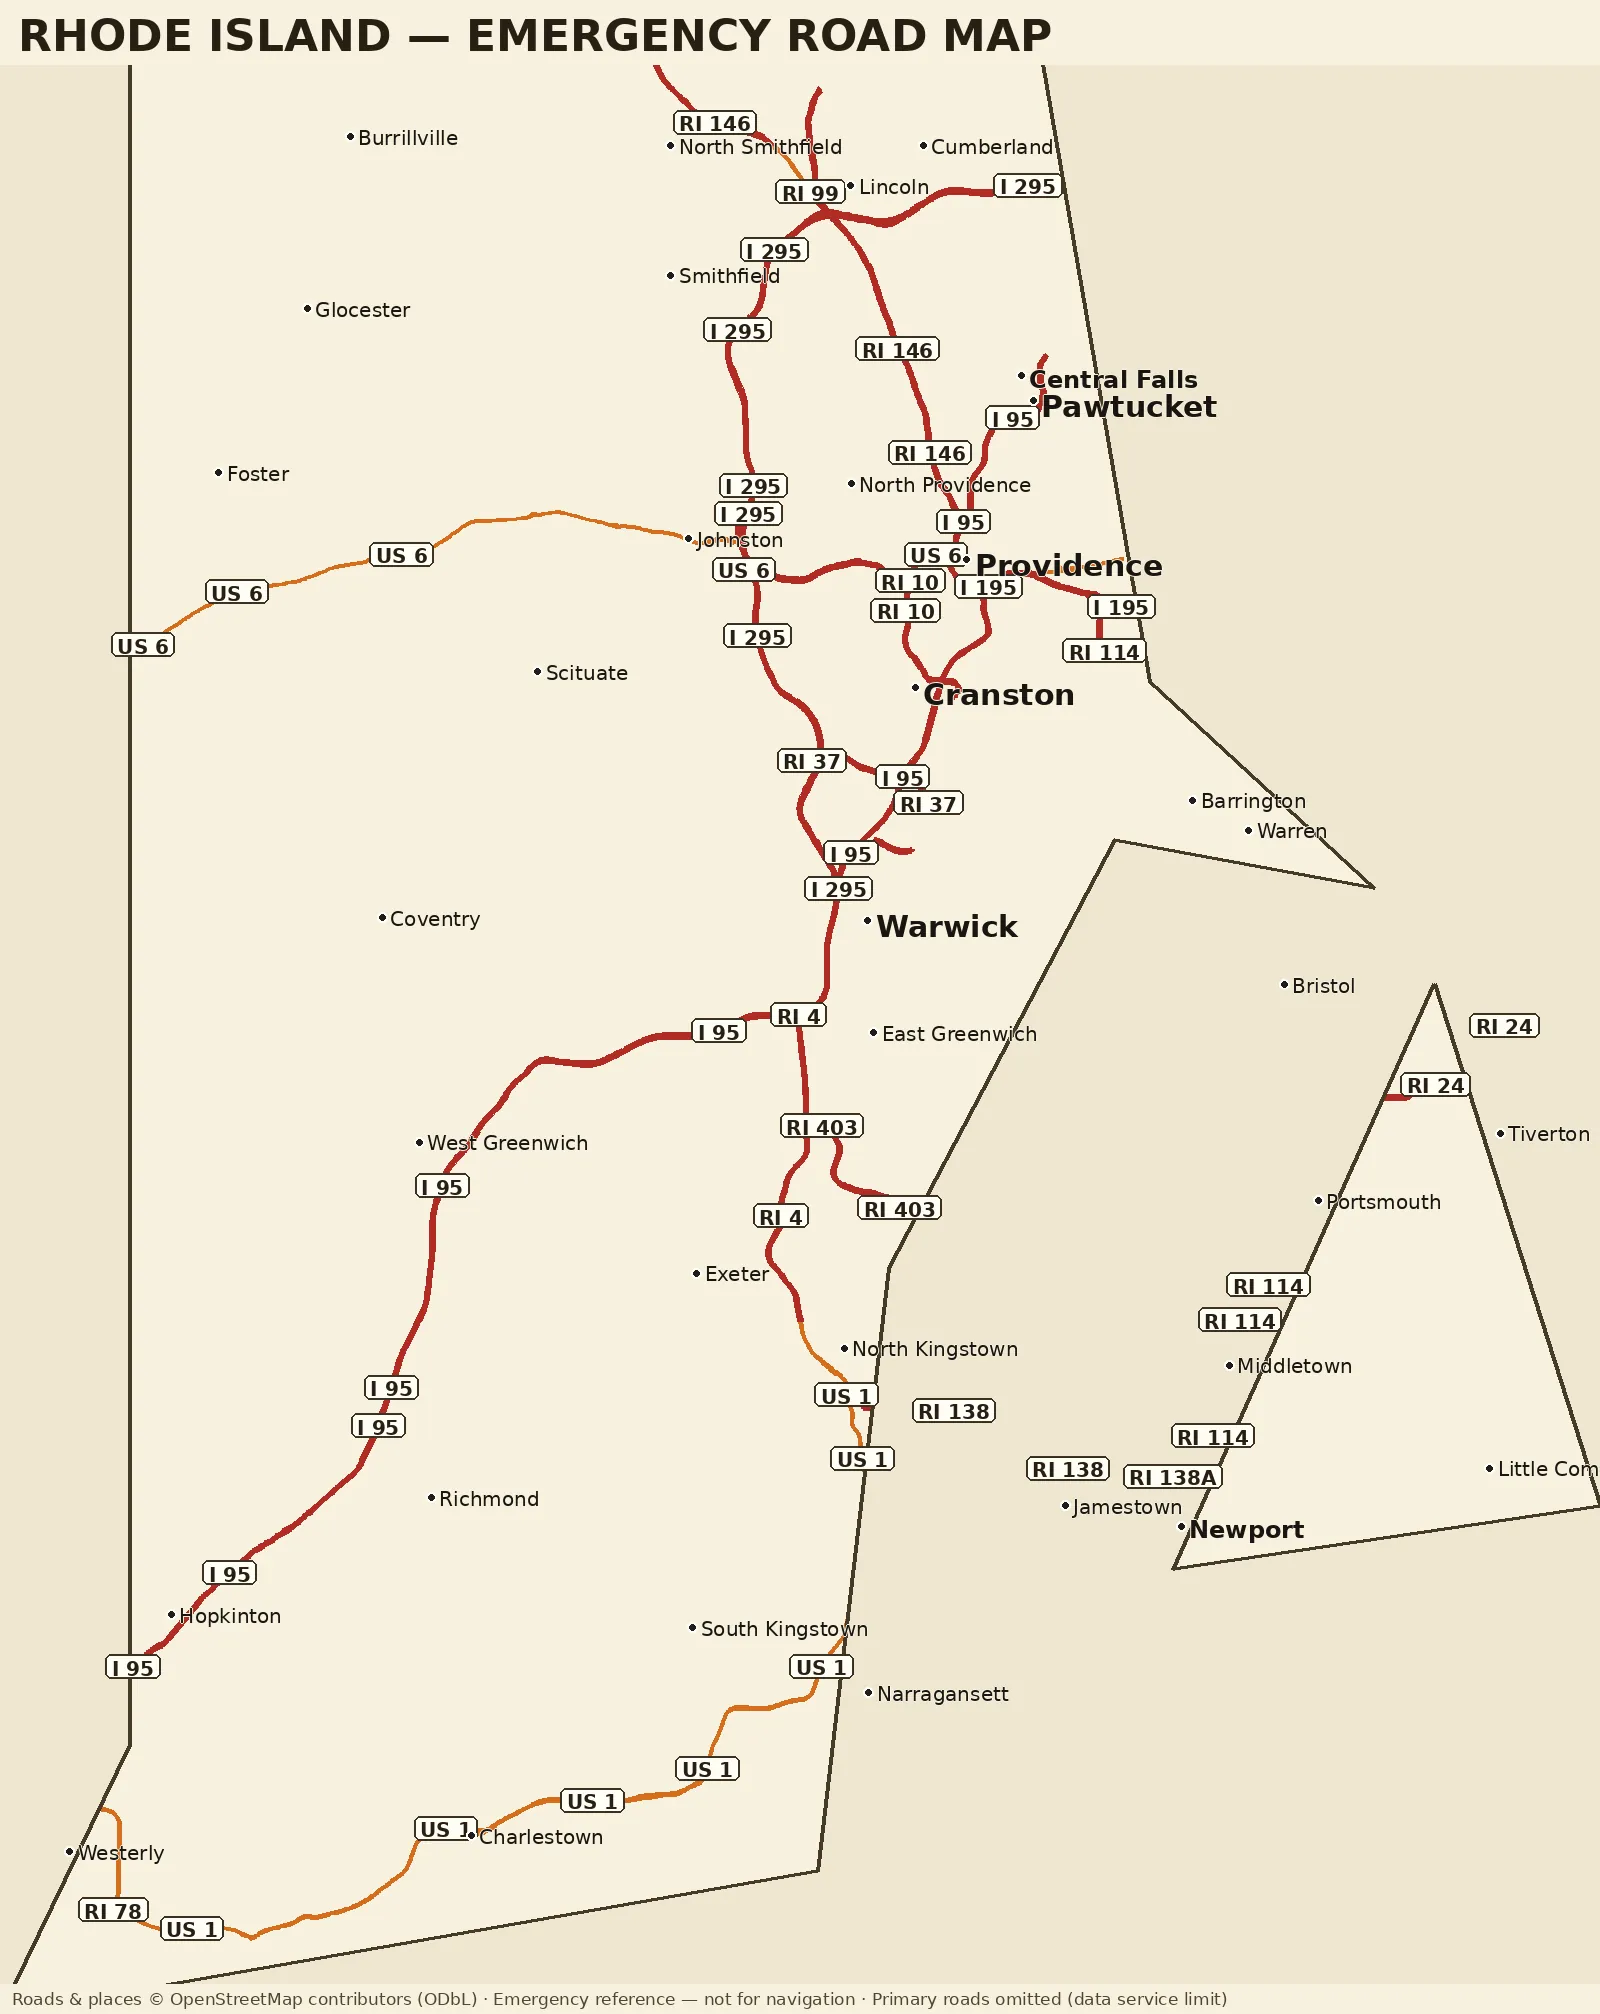 RHODE ISLAND — EMERGENCY ROAD MAP
RI 146
Burrillville
North Smithfield
Cumberland
RI 99
Lincoln
I 295
I 295
Smithfield
Glocester
I 295
RI 146
Central Falls
Pawtucket
I 95
RI 146
Foster
I 295
North Providence
I 295
I 95
Johnston
US 6
US 6
Providence
US 6
RI 10
I 195
US 6
RI 10
I 195
I 295
US 6
RI 114
Scituate
Cranston
RI 37
I 95
RI 37
Barrington
Warren
I 95
I 295
Coventry
Warwick
Bristol
RI 4
RI 24
I 95
East Greenwich
RI 24
RI 403
Tiverton
West Greenwich
I 95
Portsmouth
RI 403
RI 4
Exeter
RI 114
RI 114
North Kingstown
Middletown
I 95
US 1
RI 138
I 95
RI 114
US 1
RI 138
RI 138A
Little Com
Richmond
Jamestown
Newport
I 95
Hopkinton
South Kingstown
I 95
US 1
Narragansett
US 1
US 1
US 1
Charlestown
Westerly
RI 78
US 1
Roads & places © OpenStreetMap contributors (ODbL) · Emergency reference — not for navigation · Primary roads omitted (data service limit)